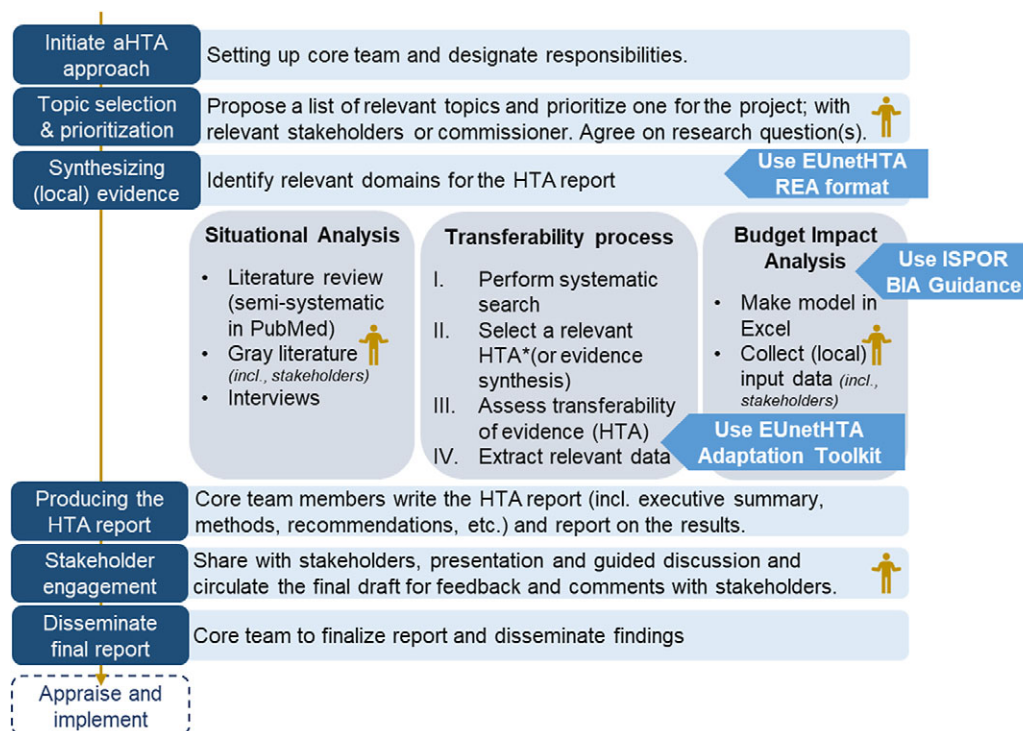 Initiate aHTA
approach
Setting up core team and designate responsibilities.
Topic selection
& prioritization
Propose a list of relevant topics and prioritize one for the project; with
relevant stakeholders or commissioner. Agree on research question(s).
Synthesizing
(local) evidence
Identify relevant domains for the HTA report
Use EUnetHTA
REA format
Situational Analysis
• Literature review
(semi-systematic
in PubMed)
• Gray literature
(incl., stakeholders)
• Interviews
Transferability process
I. Perform systematic
search
II. Select a relevant
HTA*(or evidence
synthesis)
III. Assess transferability
of evidence (HTA)
IV. Extract relevant data
Use EUnetHTA
Adaptation Toolkit
Budget Impact
Analysis
Use ISPOR
BIA Guidance
• Make model in
Excel
• Collect (local)
input data (incl.,
stakeholders)
Producing the
HTA report
Core team members write the HTA report (incl. executive summary,
methods, recommendations, etc.) and report on the results.
Stakeholder
engagement
Share with stakeholders, presentation and guided discussion and
circulate the final draft for feedback and comments with stakeholders.
Disseminate
final report
Core team to finalize report and disseminate findings
Appraise and
implement